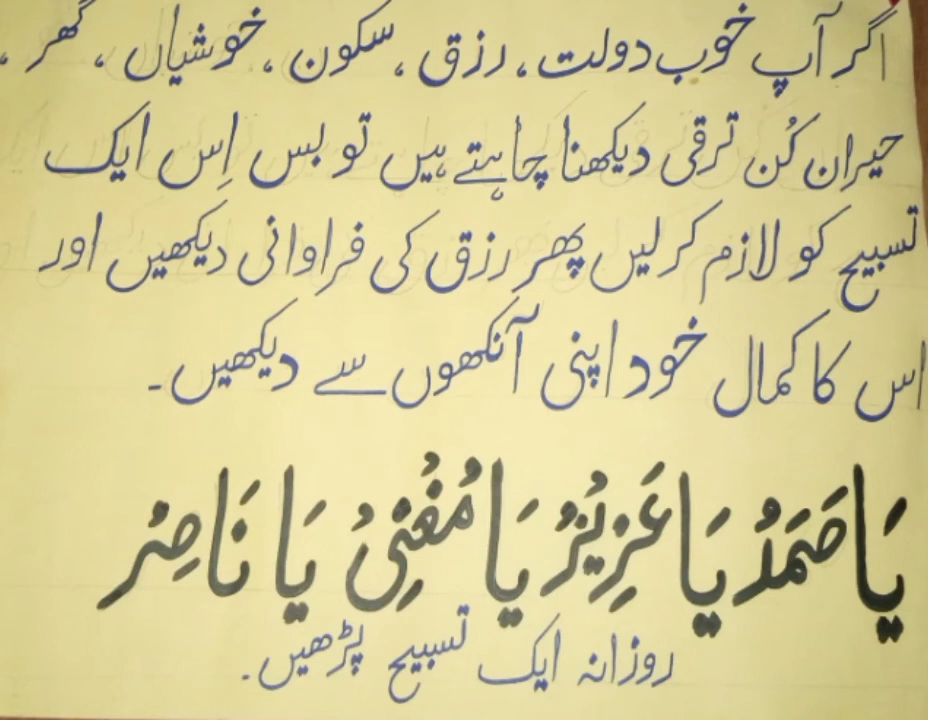 اگر آپ خوب دولت، رزق، سکون، خوشیاں، گھر،
حیران کُن ترقی دیکھنا چاہتے ہیں تو بس اِس ایک
تسبیح کو لازم کرلیں پھر رزق کی فراوانی دیکھیں اور
اس کا کمال خود اپنی آنکھوں سے دیکھیں۔
یَا صَمَدُ یَا عَزِیْزُ یَا مُغْنِیُ یَا نَاصِرُ
روزانہ ایک تسبیح پڑھیں۔